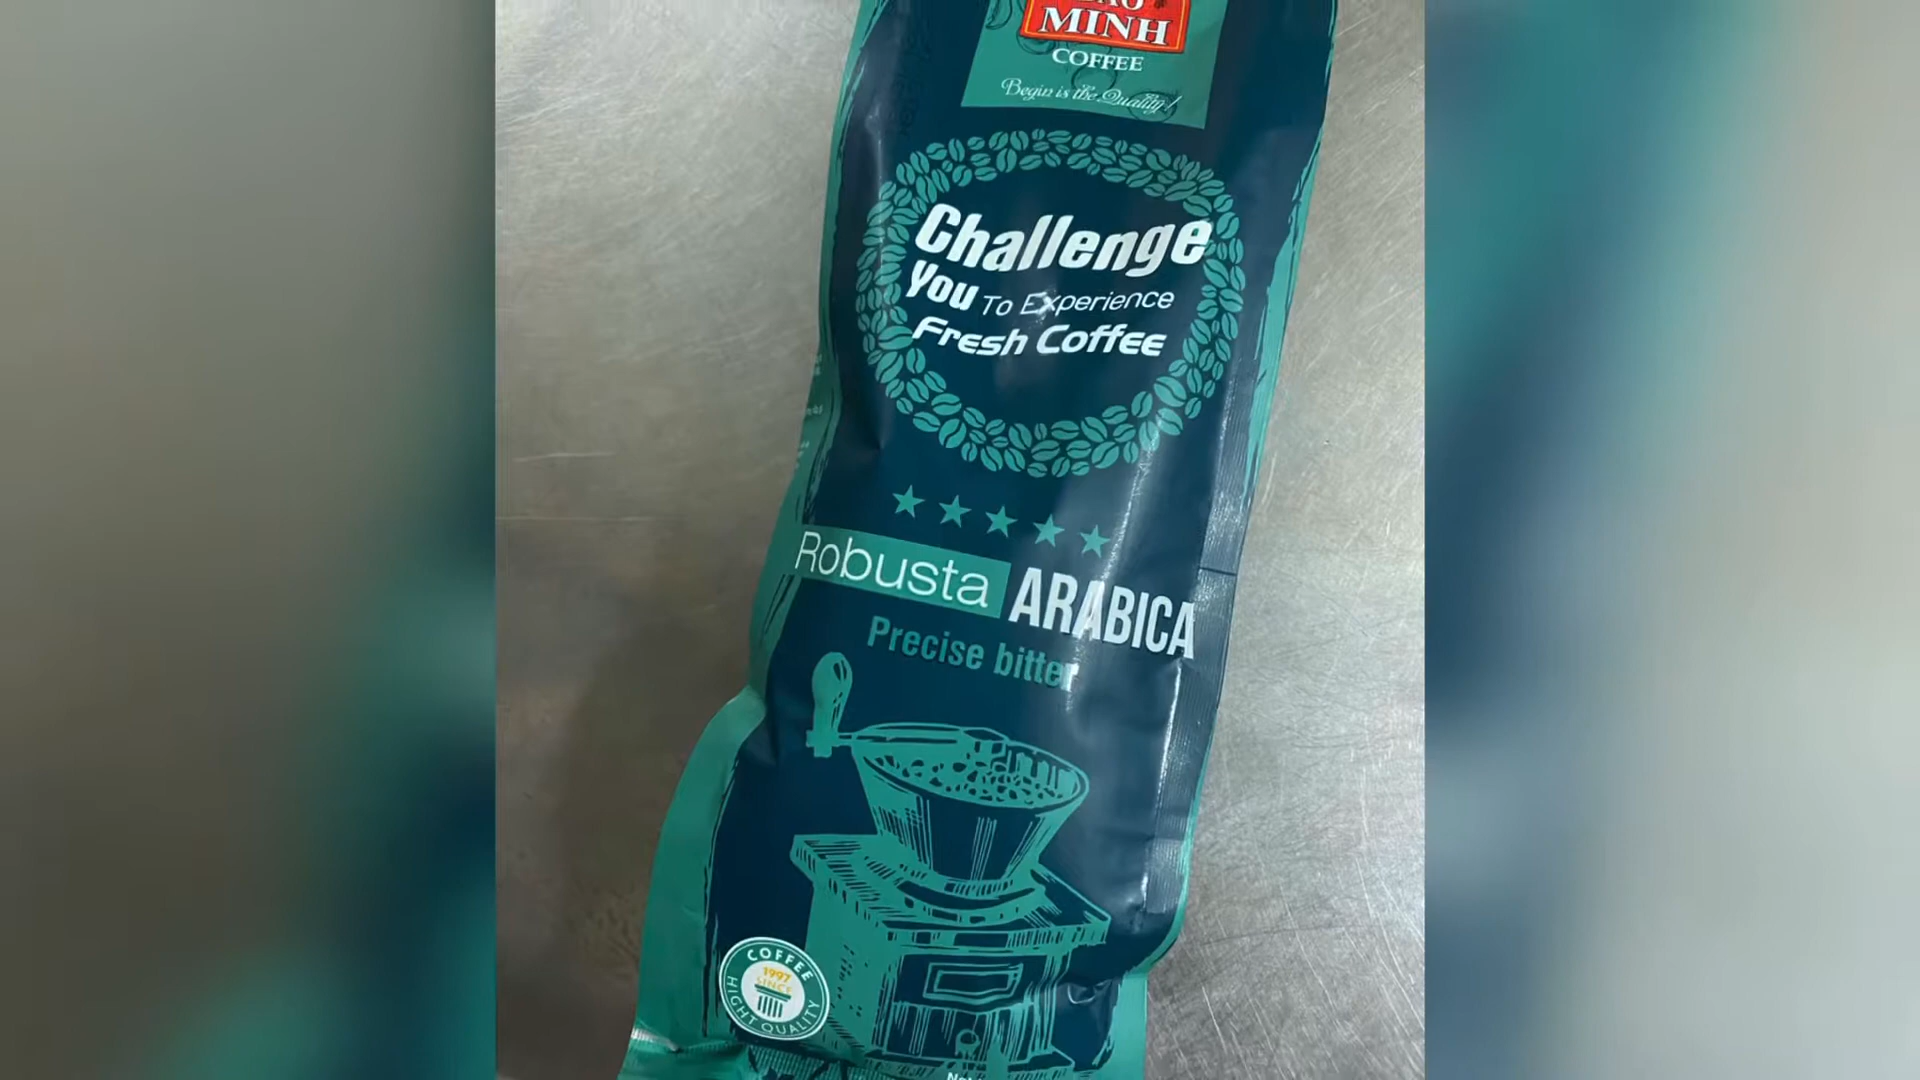 MINH
COFFEE
Begin is the Quality!
Challenge
You To Experience
Fresh Coffee
Robusta ARABICA
Precise bitter
COFFEE
1997
SINCE
HIGHT QUALITY